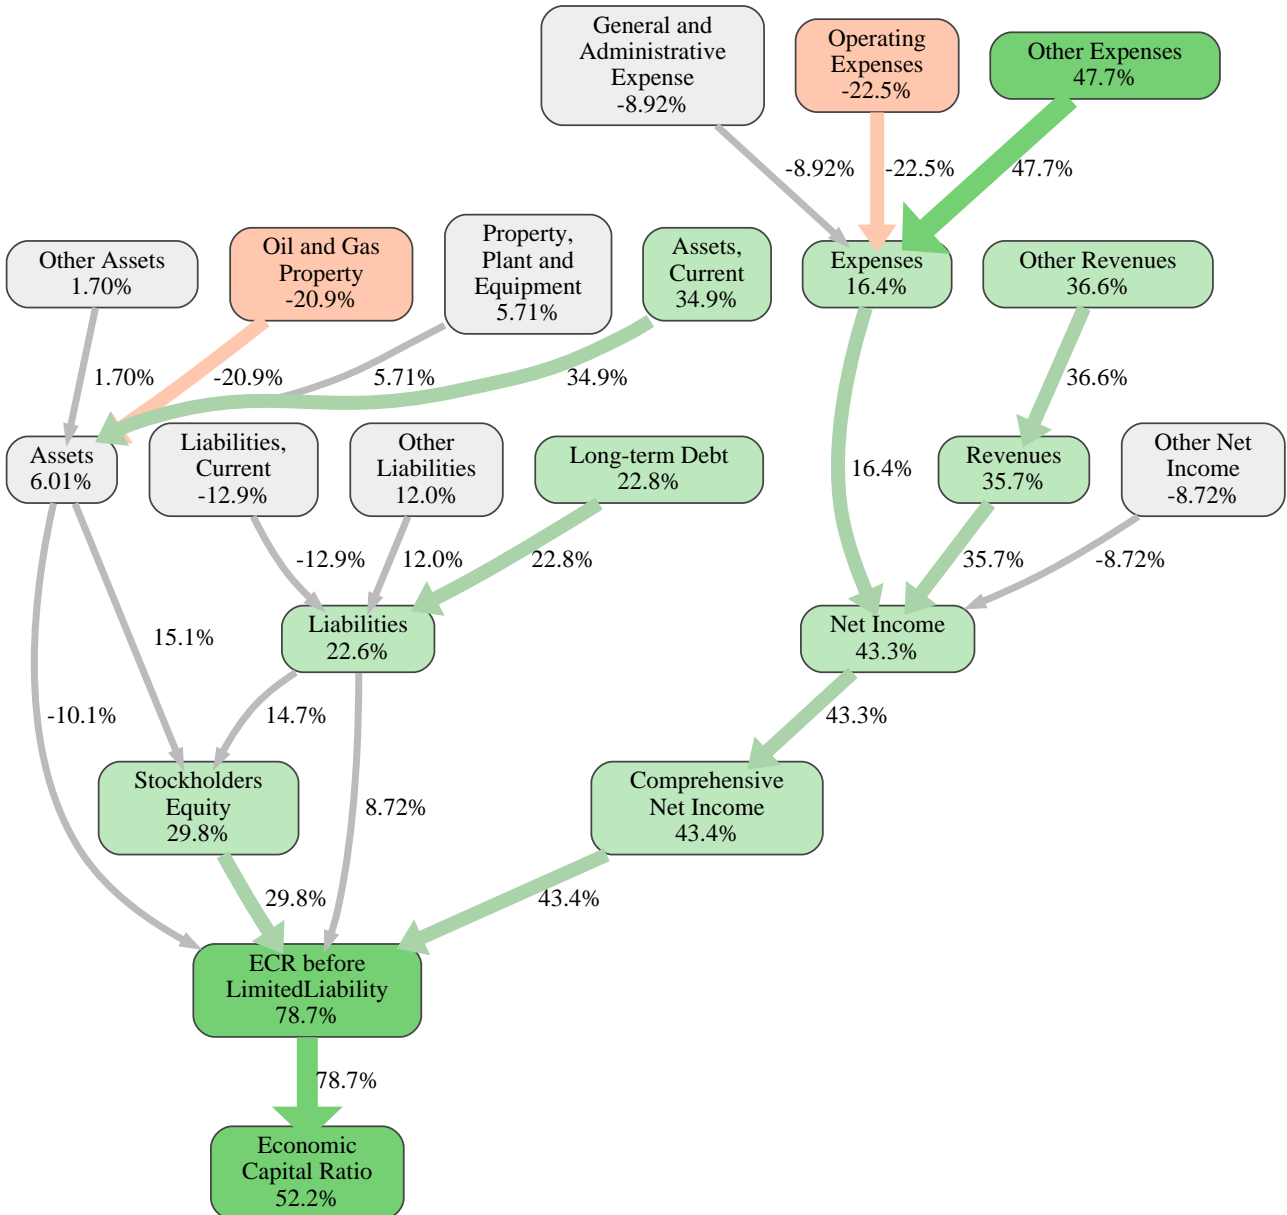 General and
Administrative
Expense
-8.92%
Operating
Expenses
-22.5%
Other Expenses
47.7%
-8.92%
-22.5%
47.7%
Other Assets
1.70%
Oil and Gas
Property
-20.9%
Property,
Plant and
Equipment
5.71%
Assets,
Current
34.9%
Expenses
16.4%
Other Revenues
36.6%
1.70%
-20.9%
5.71%
34.9%
36.6%
Assets
6.01%
Liabilities,
Current
-12.9%
Other
Liabilities
12.0%
Long-term Debt
22.8%
16.4%
Revenues
35.7%
Other Net
Income
-8.72%
-12.9%
12.0%
22.8%
35.7%
-8.72%
15.1%
Liabilities
22.6%
Net Income
43.3%
-10.1%
14.7%
43.3%
Stockholders
Equity
29.8%
8.72%
Comprehensive
Net Income
43.4%
29.8%
43.4%
ECR before
LimitedLiability
78.7%
78.7%
Economic
Capital Ratio
52.2%